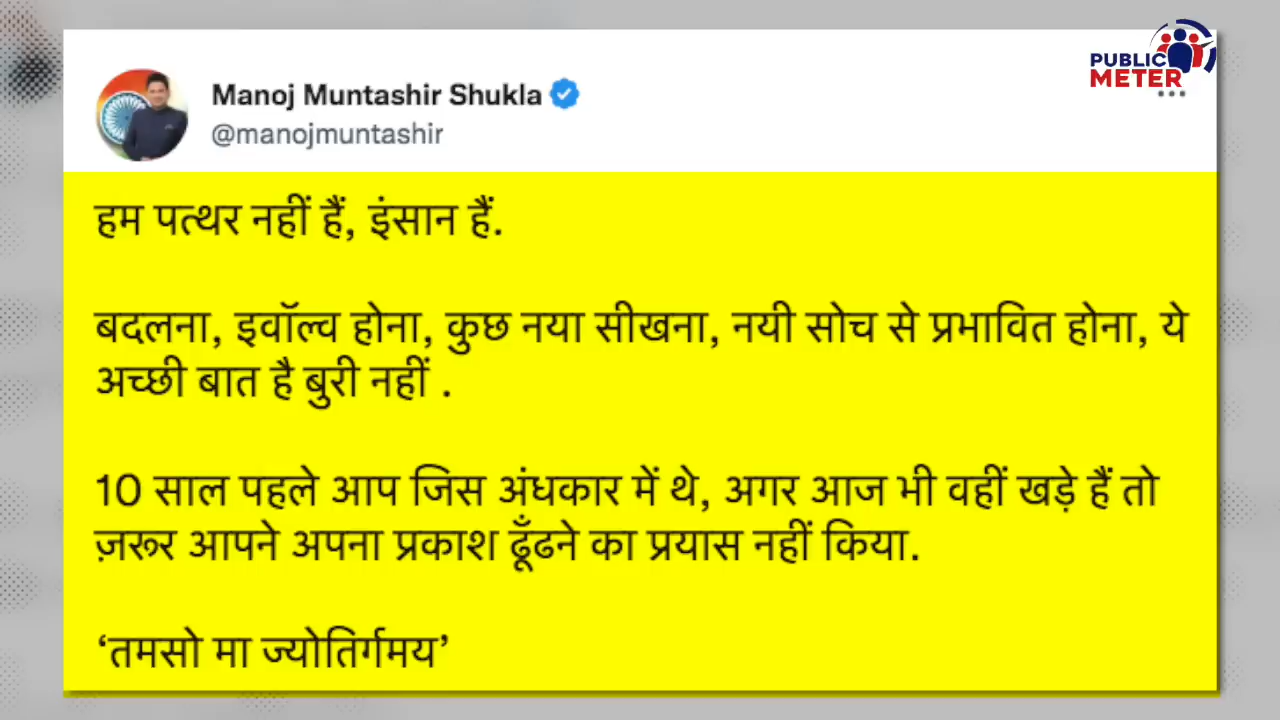 PUBLIC
METER
Manoj Muntashir Shukla
@manojmuntashir
हम पत्थर नहीं हैं, इंसान हैं.
बदलना, इवॉल्व होना, कुछ नया सीखना, नयी सोच से प्रभावित होना, ये
अच्छी बात है बुरी नहीं .
10 साल पहले आप जिस अंधकार में थे, अगर आज भी वहीं खड़े हैं तो
ज़रूर आपने अपना प्रकाश ढूँढने का प्रयास नहीं किया.
‘तमसो मा ज्योतिर्गमय’